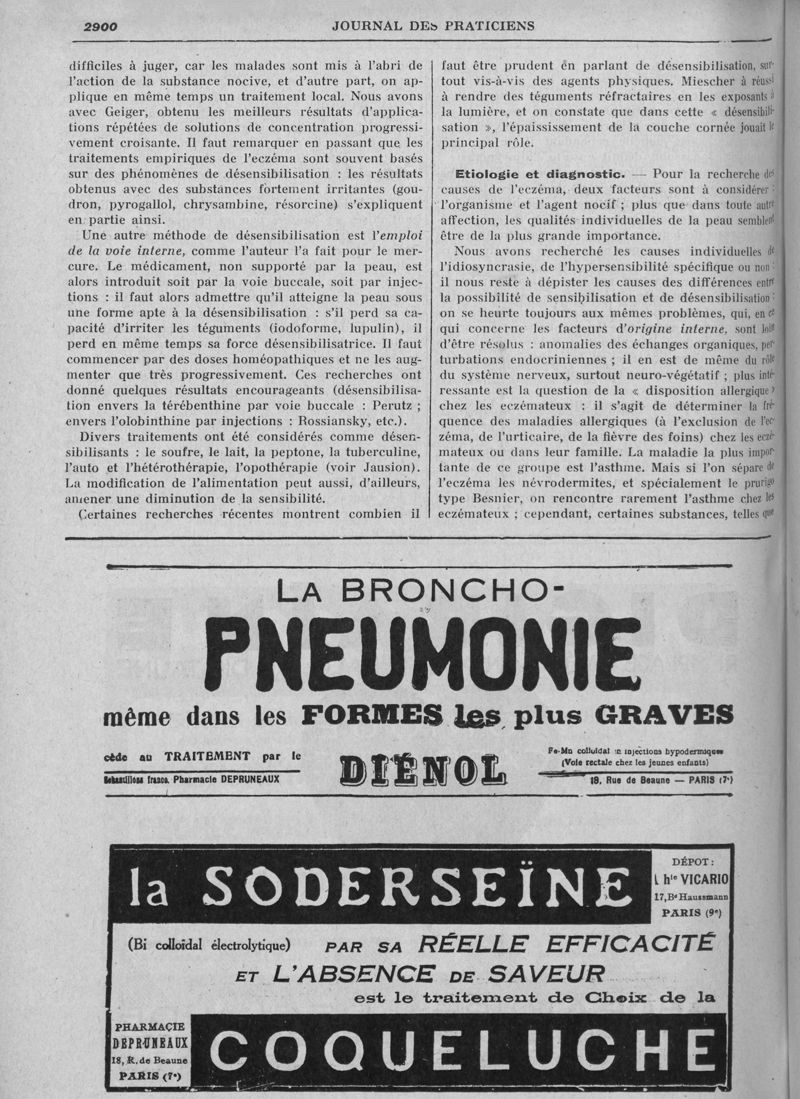 2900
JOURNAL DES PRATICIENS
difficiles à juger, car les malades sont mis à l'abri de
l'action de la substance nocive, et d'autre part, on ap-
plique en même temps un traitement local. Nous avons
avec Geiger, obtenu les meilleurs résultats d'applica-
tions répétées de solutions de concentration progressi-
vement croisante. Il faut remarquer en passant que les
traitements empiriques de l'eczéma sont souvent basés
sur des phénomènes de désensibilisation : les résultats
obtenus avec des substances fortement irritantes (gou-
dron, pyrogallol, chrysambine, résorcine) s'expliquent
en partie ainsi.
Une autre méthode de désensibilisation est l'emploi
de la voie interne, comme l'auteur l'a fait pour le mer-
cure. Le médicament, non supporté par la peau, est
alors introduit soit par la voie buccale, soit par injec-
tions : il faut alors admettre qu'il atteigne la peau sous
une forme apte à la désensibilisation : s'il perd sa ca-
pacité d'irriter les téguments (iodoforme, lupulin), il
perd en même temps sa force désensibilisatrice. Il faut
commencer par des doses homéopathiques et ne les aug-
menter que très progressivement. Ces recherches ont
donné quelques résultats encourageants (désensibilisa-
tion envers la térébenthine par voie buccale : Perutz ;
envers l'olobinthine par injections : Rossiansky, etc.).
Divers traitements ont été considérés comme désen-
sibilisants : le soufre, le lait, la peptone, la tuberculine,
l'auto et l'hétérothérapie, l'opothérapie (voir Jausion).
La modification de l'alimentation peut aussi, d'ailleurs,
amener une diminution de la sensibilité.
Certaines recherches récentes montrent combien il
faut être prudent en parlant de désensibilisation, sur-
tout vis-à-vis des agents physiques. Miescher à réussi
à rendre des téguments réfractaires en les exposants à
la lumière, et on constate que dans cette « désensibili-
sation », l'épaississement de la couche cornée jouait le
principal rôle.
Etiologie et diagnostic. — Pour la recherche des
causes de l'eczéma, deux facteurs sont à considérer :
l'organisme et l'agent nocif ; plus que dans toute autre
affection, les qualités individuelles de la peau semblent
être de la plus grande importance.
Nous avons recherché les causes individuelles de
l'idiosyncrasie, de l'hypersensibilité spécifique ou non :
il nous reste à dépister les causes des différences entre
la possibilité de sensibilisation et de désensibilisation :
on se heurte toujours aux mêmes problèmes, qui, en ce
qui concerne les facteurs d'origine interne, sont loin
d'être résolus : anomalies des échanges organiques, per-
turbations endocriniennes ; il en est de même du rôle
du système nerveux, surtout neuro-végétatif ; plus inté-
ressante est la question de la « disposition allergique »
chez les eczémateux : il s'agit de déterminer la fré-
quence des maladies allergiques (à l'exclusion de l'ec-
zéma, de l'urticaire, de la fièvre des foins) chez les eczé-
mateux ou dans leur famille. La maladie la plus impor-
tante de ce groupe est l'asthme. Mais si l'on sépare de
l'eczéma les névrodermites, et spécialement le prurigo
type Besnier, on rencontre rarement l'asthme chez les
eczémateux ; cependant, certaines substances, telles que
LA BRONCHO-
PNEUMONIE
même dans les FORMES les plus GRAVES
cède au TRAITEMENT par le
DIÉNOL
Fe-Mn colloïdal en injections hypodermiques
(Voie rectale chez les jeunes enfants)
Echantillons franco. Pharmacie DEPRUNEAUX
18, Rue de Beaune — PARIS (7e)
la SODERSEÏNE
DÉPOT :
Phie VICARIO
17, Bd Haussmann
PARIS (9e)
(Bi colloïdal électrolytique) PAR SA RÉELLE EFFICACITÉ
ET L'ABSENCE DE SAVEUR
est le traitement de Choix de la
PHARMACIE
DEPRUNEAUX
18, R. de Beaune
PARIS (7e)
COQUELUCHE